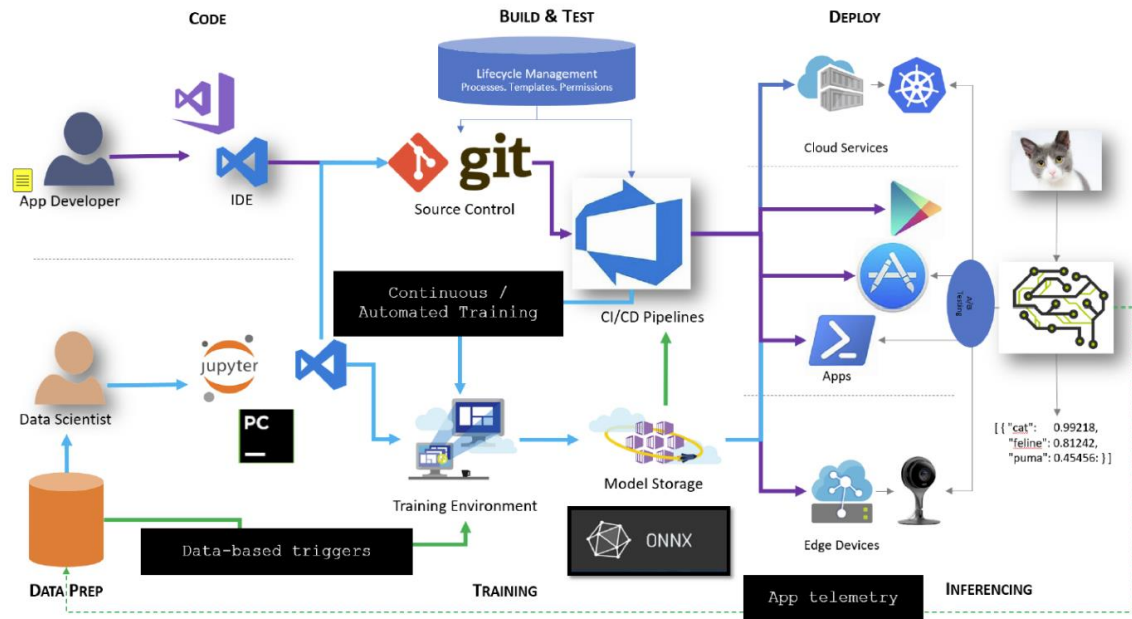 CODE
BUILD & TEST
DEPLOY
Lifecycle Management
Processes. Templates. Permissions
App Developer
IDE
git
Source Control
Cloud Services
Continuous /
Automated Training
CI/CD Pipelines
A/B
Testing
Apps
jupyter
Data Scientist
PC
Training Environment
Model Storage
[ { "cat": 0.99218,
"feline": 0.81242,
"puma": 0.45456: } ]
Data-based triggers
ONNX
Edge Devices
DATA PREP
TRAINING
App telemetry
INFERENCING